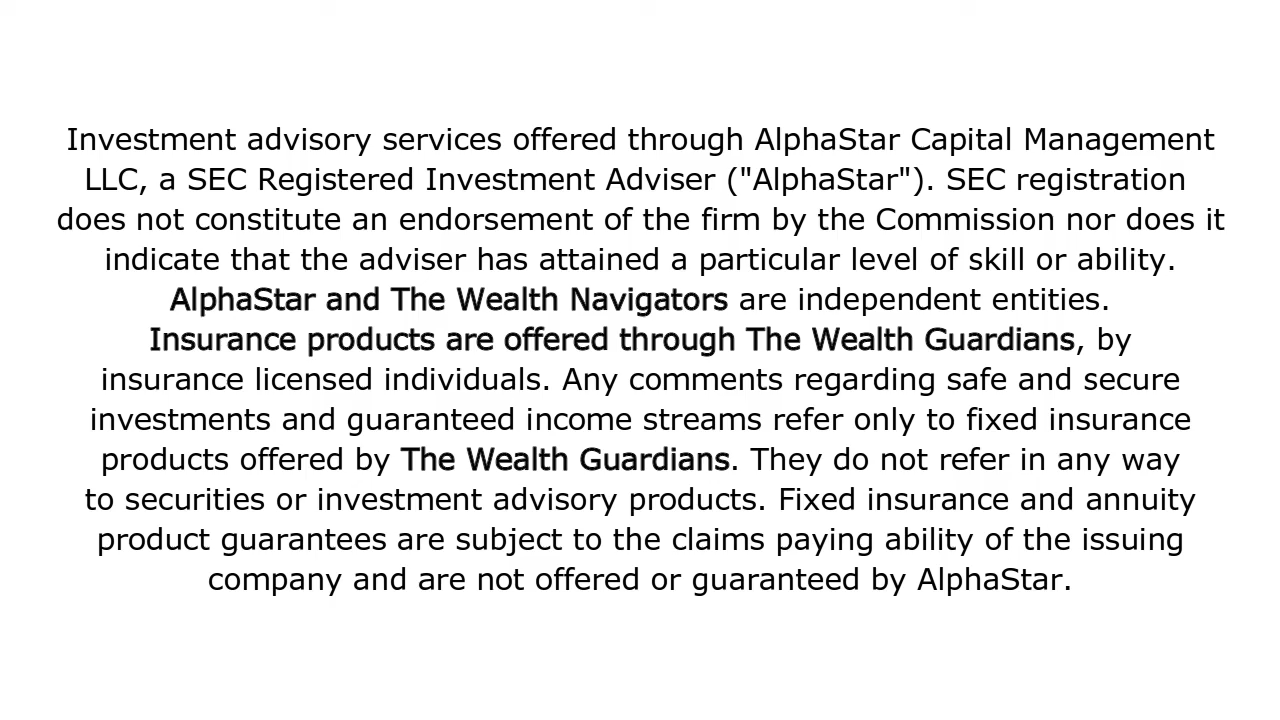 Investment advisory services offered through AlphaStar Capital Management
LLC, a SEC Registered Investment Adviser ("AlphaStar"). SEC registration
does not constitute an endorsement of the firm by the Commission nor does it
indicate that the adviser has attained a particular level of skill or ability.
AlphaStar and The Wealth Navigators are independent entities.
Insurance products are offered through The Wealth Guardians, by
insurance licensed individuals. Any comments regarding safe and secure
investments and guaranteed income streams refer only to fixed insurance
products offered by The Wealth Guardians. They do not refer in any way
to securities or investment advisory products. Fixed insurance and annuity
product guarantees are subject to the claims paying ability of the issuing
company and are not offered or guaranteed by AlphaStar.